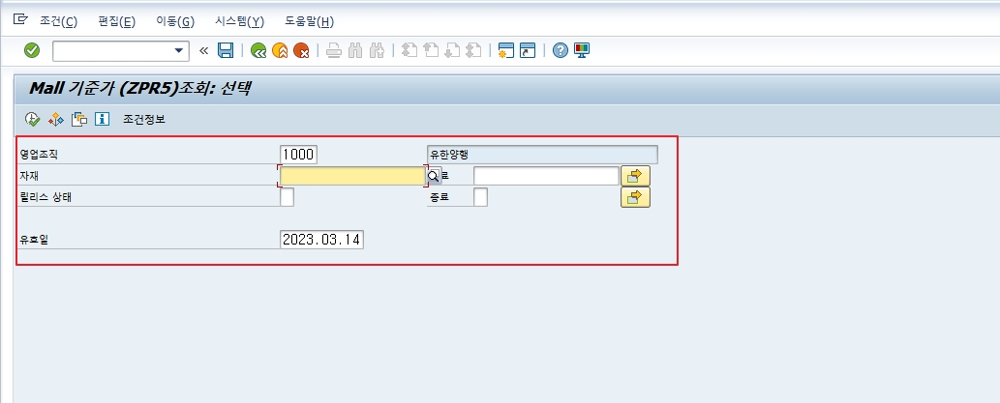 조건(C) 편집(E) 이동(G) 시스템(Y) 도움말(H)
Mall 기준가 (ZPR5)조회: 선택
조건정보
영업조직 1000 유한양행
자재 료
릴리스 상태 종료
유효일 2023.03.14